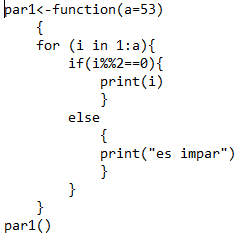 par1<-function(a=53)
{
for (i in 1:a){
if(i%%2==0){
print(i)
}
else
{
print("es impar")
}
}
}
par1()